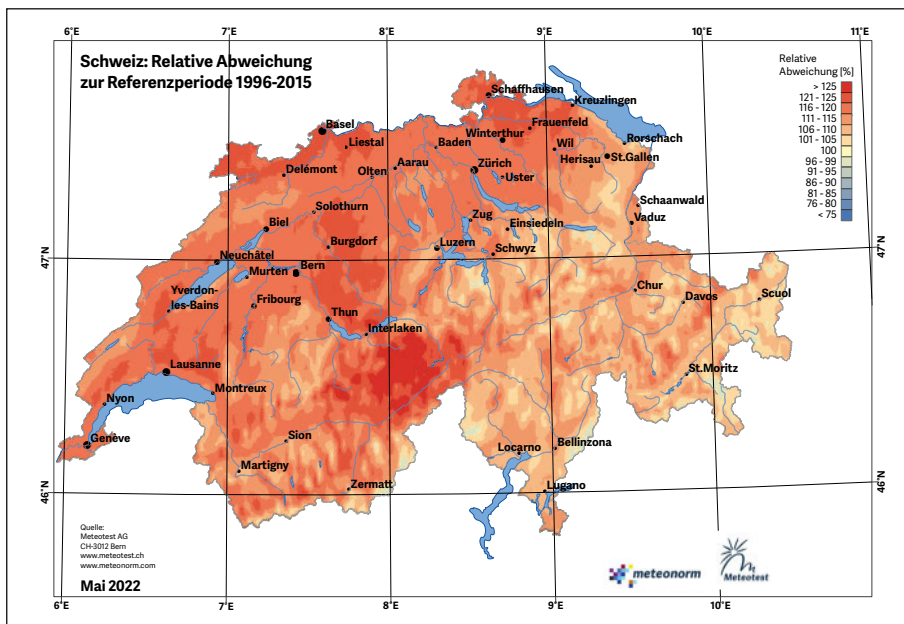 6°E 7°E 8°E 9°E 10°E 11°E
Schweiz: Relative Abweichung
zur Referenzperiode 1996-2015
Relative
Abweichung [%]
> 125
121 - 125
116 - 120
111 - 115
106 - 110
101 - 105
100
96 - 99
91 - 95
86 - 90
81 - 85
76 - 80
< 75
Schaffhausen
Kreuzlingen
Basel
Frauenfeld
Winterthur
Rorschach
Liestal
Baden
Wil
Aarau
Zürich
Herisau
St.Gallen
Delémont
Olten
Uster
Schaanwald
Solothurn
Zug
Vaduz
Biel
Einsiedeln
Burgdorf
Luzern
Schwyz
47°N
47°N
Neuchâtel
Bern
Murten
Chur
Yverdon-
les-Bains
Fribourg
Davos
Scuol
Thun
Interlaken
Lausanne
St.Moritz
Montreux
Nyon
Genève
Sion
Locarno
Bellinzona
Martigny
Zermatt
Lugano
46°N
46°N
Quelle:
Meteotest AG
CH-3012 Bern
www.meteotest.ch
www.meteonorm.com
meteonorm
Meteotest
Mai 2022
6°E 7°E 8°E 9°E 10°E